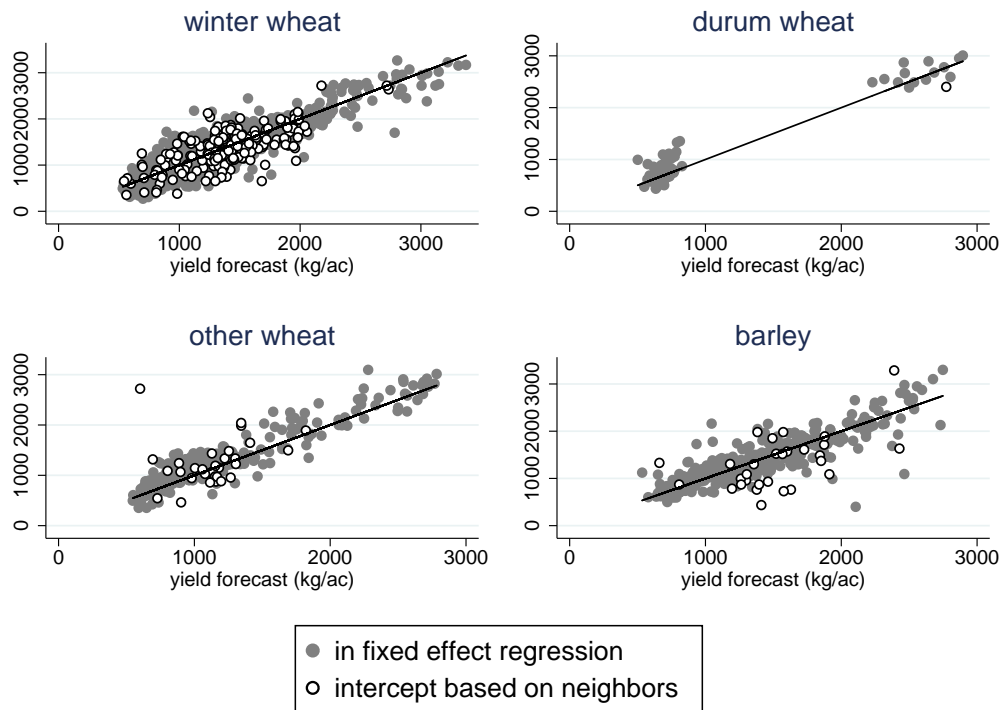 winter wheat
3000
2000
1000
0
0 1000 2000 3000
yield forecast (kg/ac)
durum wheat
3000
2000
1000
0
0 1000 2000 3000
yield forecast (kg/ac)
other wheat
3000
2000
1000
0
0 1000 2000 3000
yield forecast (kg/ac)
barley
3000
2000
1000
0
0 1000 2000 3000
yield forecast (kg/ac)
in fixed effect regression
intercept based on neighbors